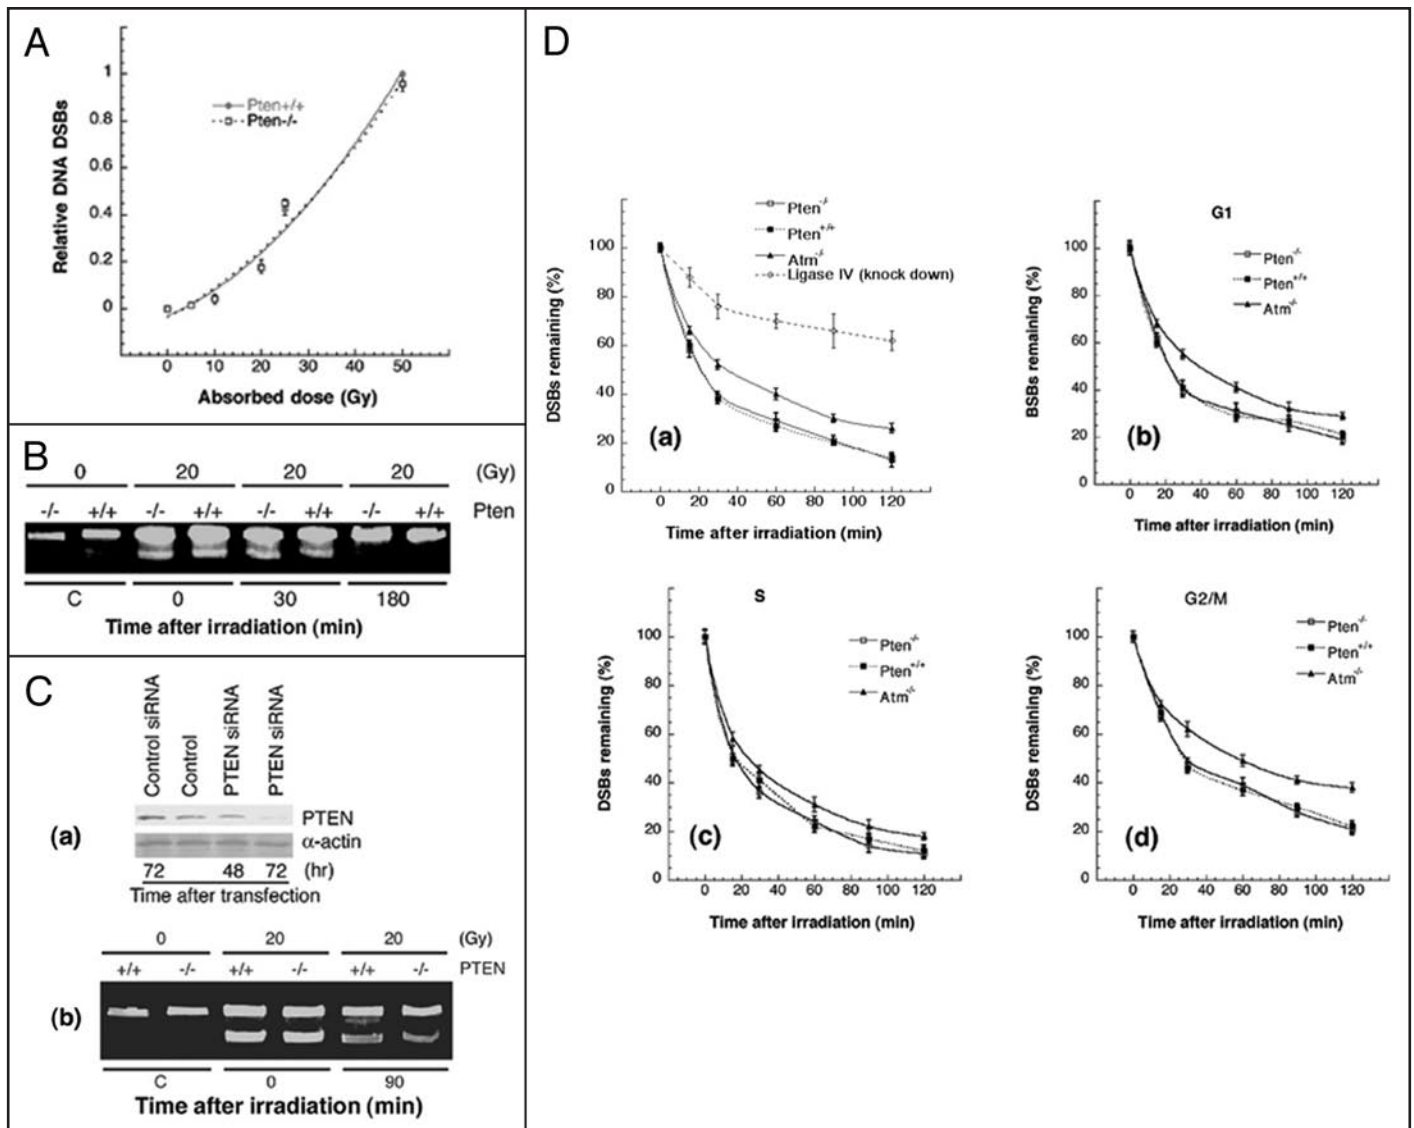 A
1
0.8
0.6
0.4
0.2
0
Relative DNA DSBs
Pten+/+
Pten-/-
0 10 20 30 40 50
Absorbed dose (Gy)
B
0 20 20 20 (Gy)
-/- +/+ -/- +/+ -/- +/+ -/- +/+ Pten
C 0 30 180
Time after irradiation (min)
C
Control siRNA
Control
PTEN siRNA
PTEN siRNA
(a)
PTEN
α-actin
72 48 72 (hr)
Time after transfection
0 20 20 (Gy)
+/+ -/- +/+ -/- +/+ -/- PTEN
(b)
C 0 90
Time after irradiation (min)
D
Pten-/-
Pten+/+
Atm-/-
Ligase IV (knock down)
100
80
60
40
20
0
DSBs remaining (%)
(a)
0 20 40 60 80 100 120
Time after irradiation (min)
G1
Pten-/-
Pten+/+
Atm-/-
100
80
60
40
20
0
BSBs remaining (%)
(b)
0 20 40 60 80 100 120
Time after irradiation (min)
S
Pten-/-
Pten+/+
Atm-/-
100
80
60
40
20
0
DSBs remaining (%)
(c)
0 20 40 60 80 100 120
Time after irradiation (min)
G2/M
Pten-/-
Pten+/+
Atm-/-
100
80
60
40
20
0
DSBs remaining (%)
(d)
0 20 40 60 80 100 120
Time after irradiation (min)